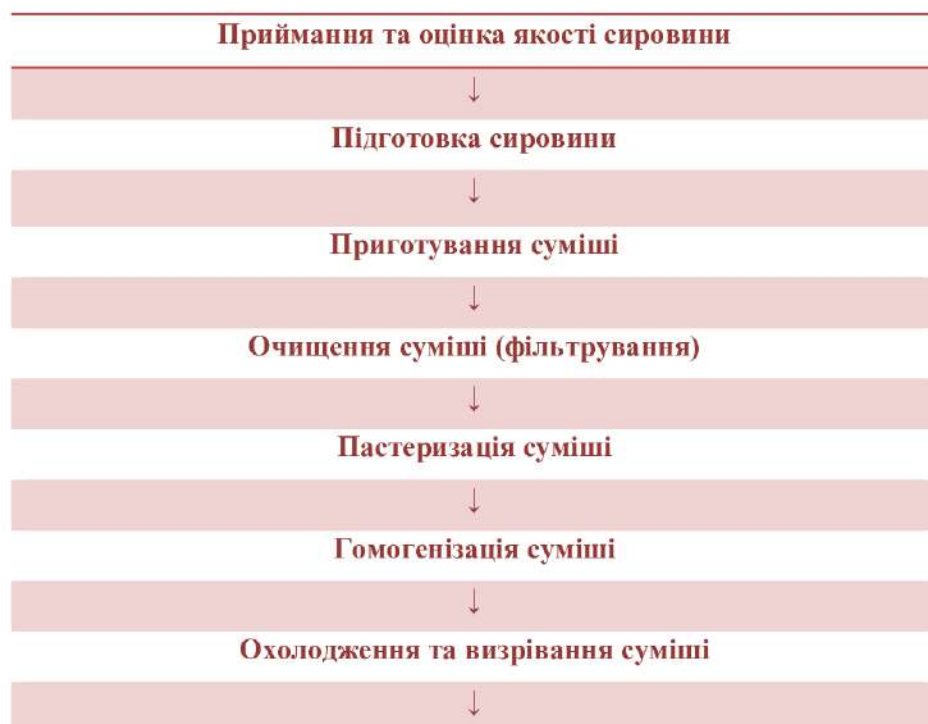 Приймання та оцінка якості сировини
↓
Підготовка сировини
↓
Приготування суміші
↓
Очищення суміші (фільтрування)
↓
Пастеризація суміші
↓
Гомогенізація суміші
↓
Охолодження та визрівання суміші
↓